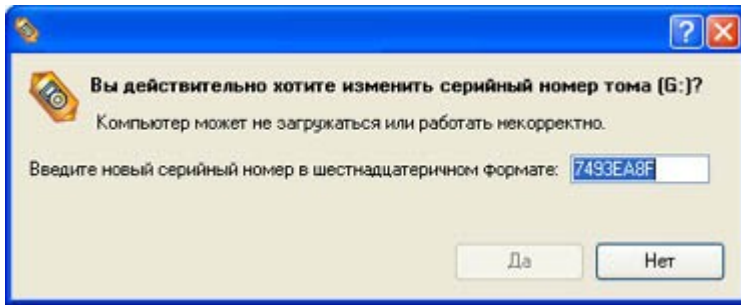 Вы действительно хотите изменить серийный номер тома (G:)?
Компьютер может не загружаться или работать некорректно.
Введите новый серийный номер в шестнадцатеричном формате: 7493EA8F
Да Нет